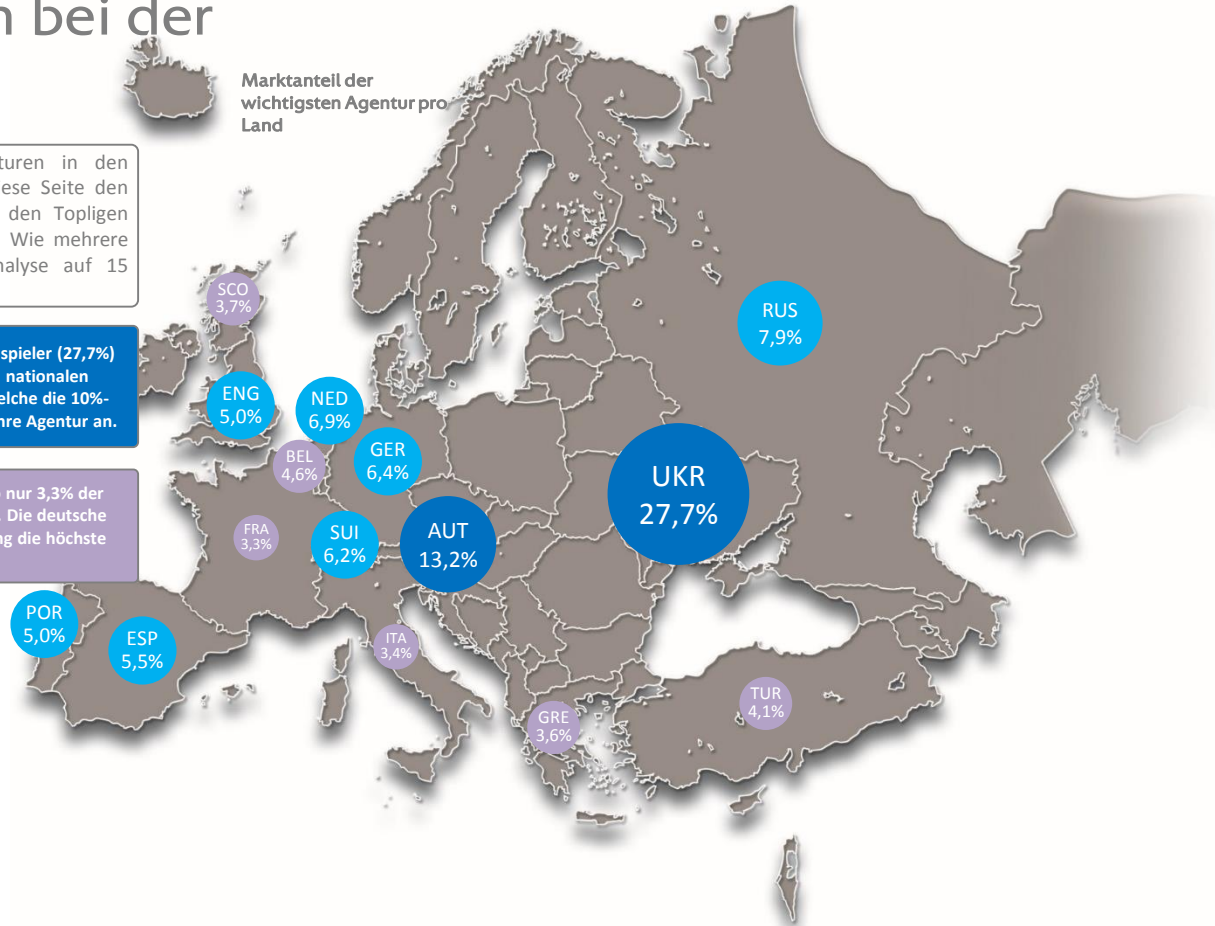 n bei der
Marktanteil der
wichtigsten Agentur pro
Land
turen in den
ese Seite den
den Topligen
Wie mehrere
nalyse auf 15
spieler (27,7%)
nationalen
elche die 10%-
hre Agentur an.
nur 3,3% der
. Die deutsche
ng die höchste
SCO
3,7%
RUS
7,9%
ENG
5,0%
NED
6,9%
BEL
4,6%
GER
6,4%
UKR
27,7%
FRA
3,3%
SUI
6,2%
AUT
13,2%
POR
5,0%
ESP
5,5%
ITA
3,4%
GRE
3,6%
TUR
4,1%